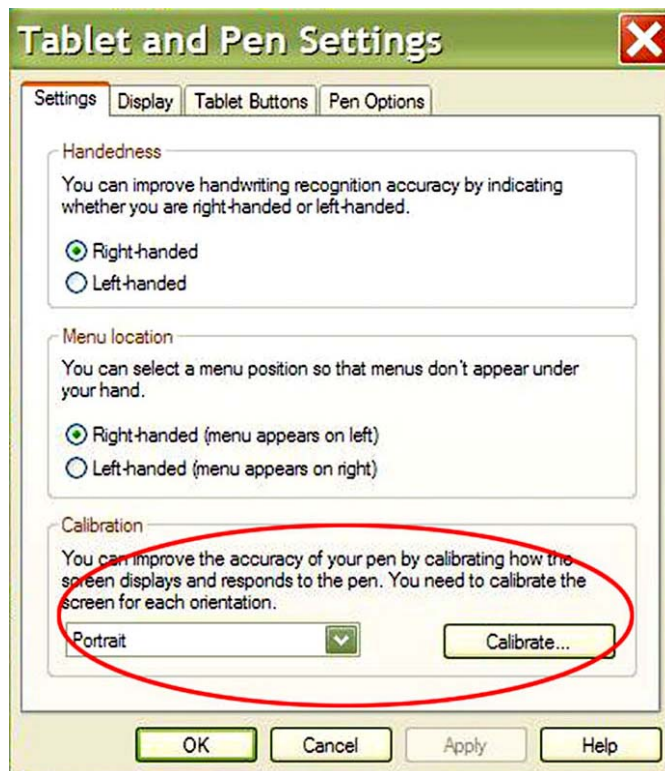 Tablet and Pen Settings
Settings Display Tablet Buttons Pen Options
Handedness
You can improve handwriting recognition accuracy by indicating
whether you are right-handed or left-handed.
Right-handed
Left-handed
Menu location
You can select a menu position so that menus don't appear under
your hand.
Right-handed (menu appears on left)
Left-handed (menu appears on right)
Calibration
You can improve the accuracy of your pen by calibrating how the
screen displays and responds to the pen. You need to calibrate the
screen for each orientation.
Portrait Calibrate...
OK Cancel Apply Help